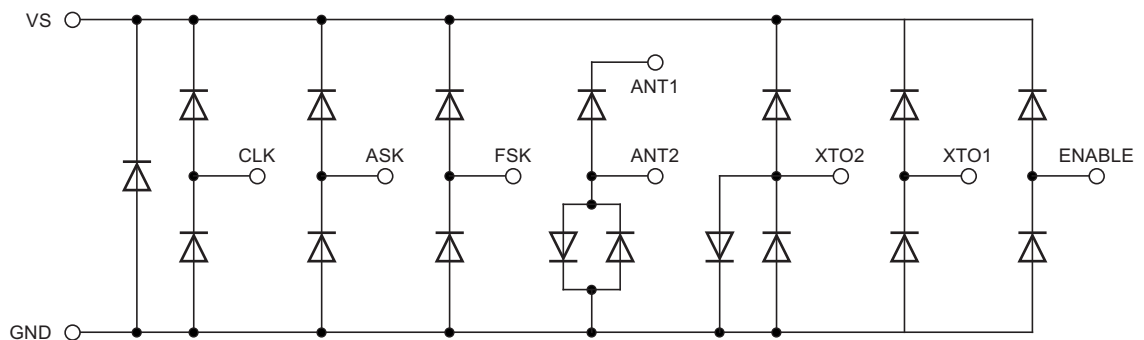 VS
ANT1
CLK
ASK
FSK
ANT2
XTO2
XTO1
ENABLE
GND